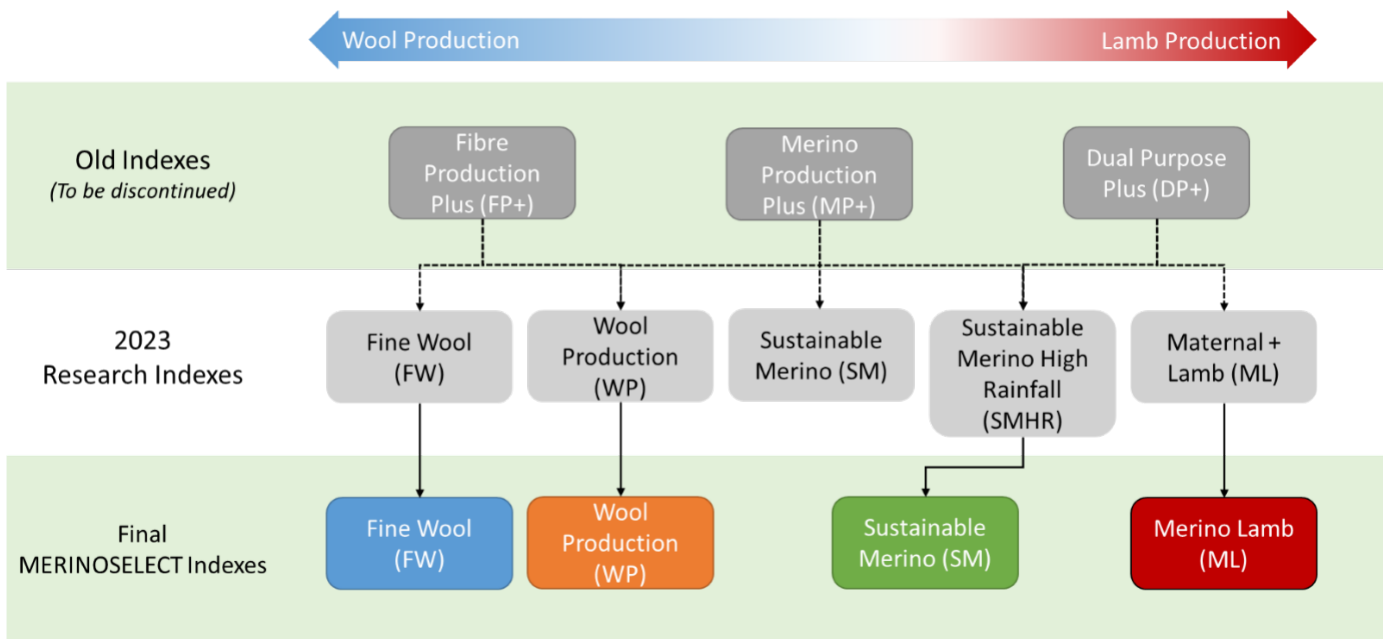 Wool Production
Lamb Production
Old Indexes
(To be discontinued)
Fibre
Production
Plus (FP+)
Merino
Production
Plus (MP+)
Dual Purpose
Plus (DP+)
2023
Research Indexes
Fine Wool
(FW)
Wool
Production
(WP)
Sustainable
Merino (SM)
Sustainable
Merino High
Rainfall
(SMHR)
Maternal +
Lamb (ML)
Final
MERINOSELECT Indexes
Fine Wool
(FW)
Wool
Production
(WP)
Sustainable
Merino (SM)
Merino Lamb
(ML)